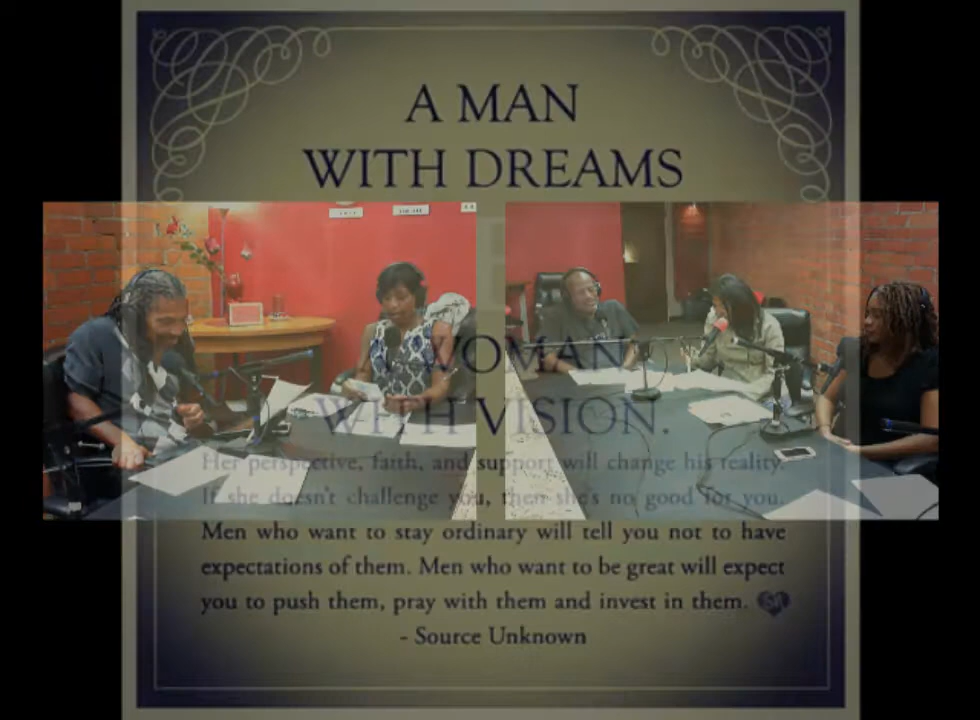 A MAN
WITH DREAMS
WOMAN
WITH VISION.
Her perspective, faith, and support will change his reality.
If she doesn't challenge you, then she's no good for you.
Men who want to stay ordinary will tell you not to have
expectations of them. Men who want to be great will expect
you to push them, pray with them and invest in them.
- Source Unknown